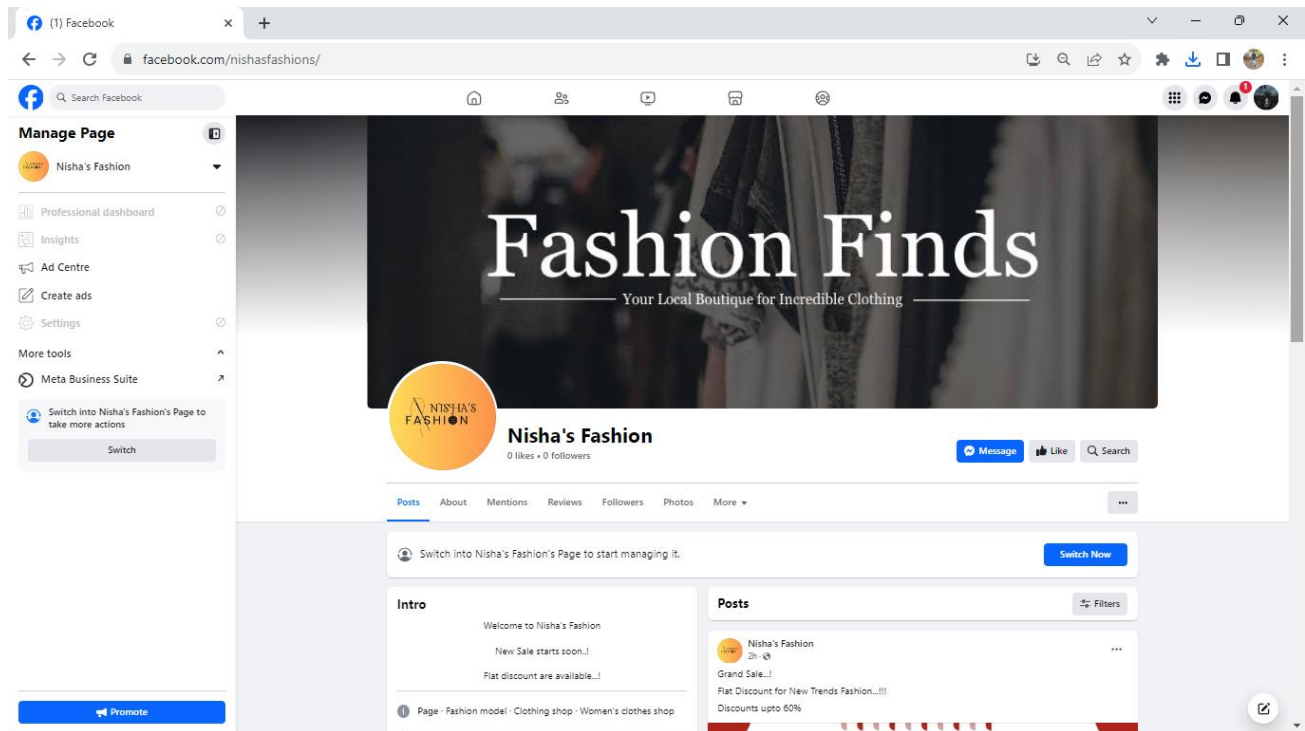 (1) Facebook
facebook.com/nishasfashions/
Search Facebook
1
Manage Page
Nisha's Fashion
Professional dashboard
Insights
Ad Centre
Create ads
Settings
More tools
Meta Business Suite
Switch into Nisha's Fashion's Page to
take more actions
Switch
Promote
Fashion Finds
Your Local Boutique for Incredible Clothing
NISHA'S
FASHION
Nisha's Fashion
0 likes • 0 followers
Message
Like
Search
Posts About Mentions Reviews Followers Photos More
Switch into Nisha's Fashion's Page to start managing it.
Switch Now
Intro
Welcome to Nisha's Fashion
New Sale starts soon..!
Flat discount are available...!
Page · Fashion model · Clothing shop · Women's clothes shop
Posts
Filters
Nisha's Fashion
2h ·
Grand Sale...!
Flat Discount for New Trends Fashion...!!!
Discounts upto 60%